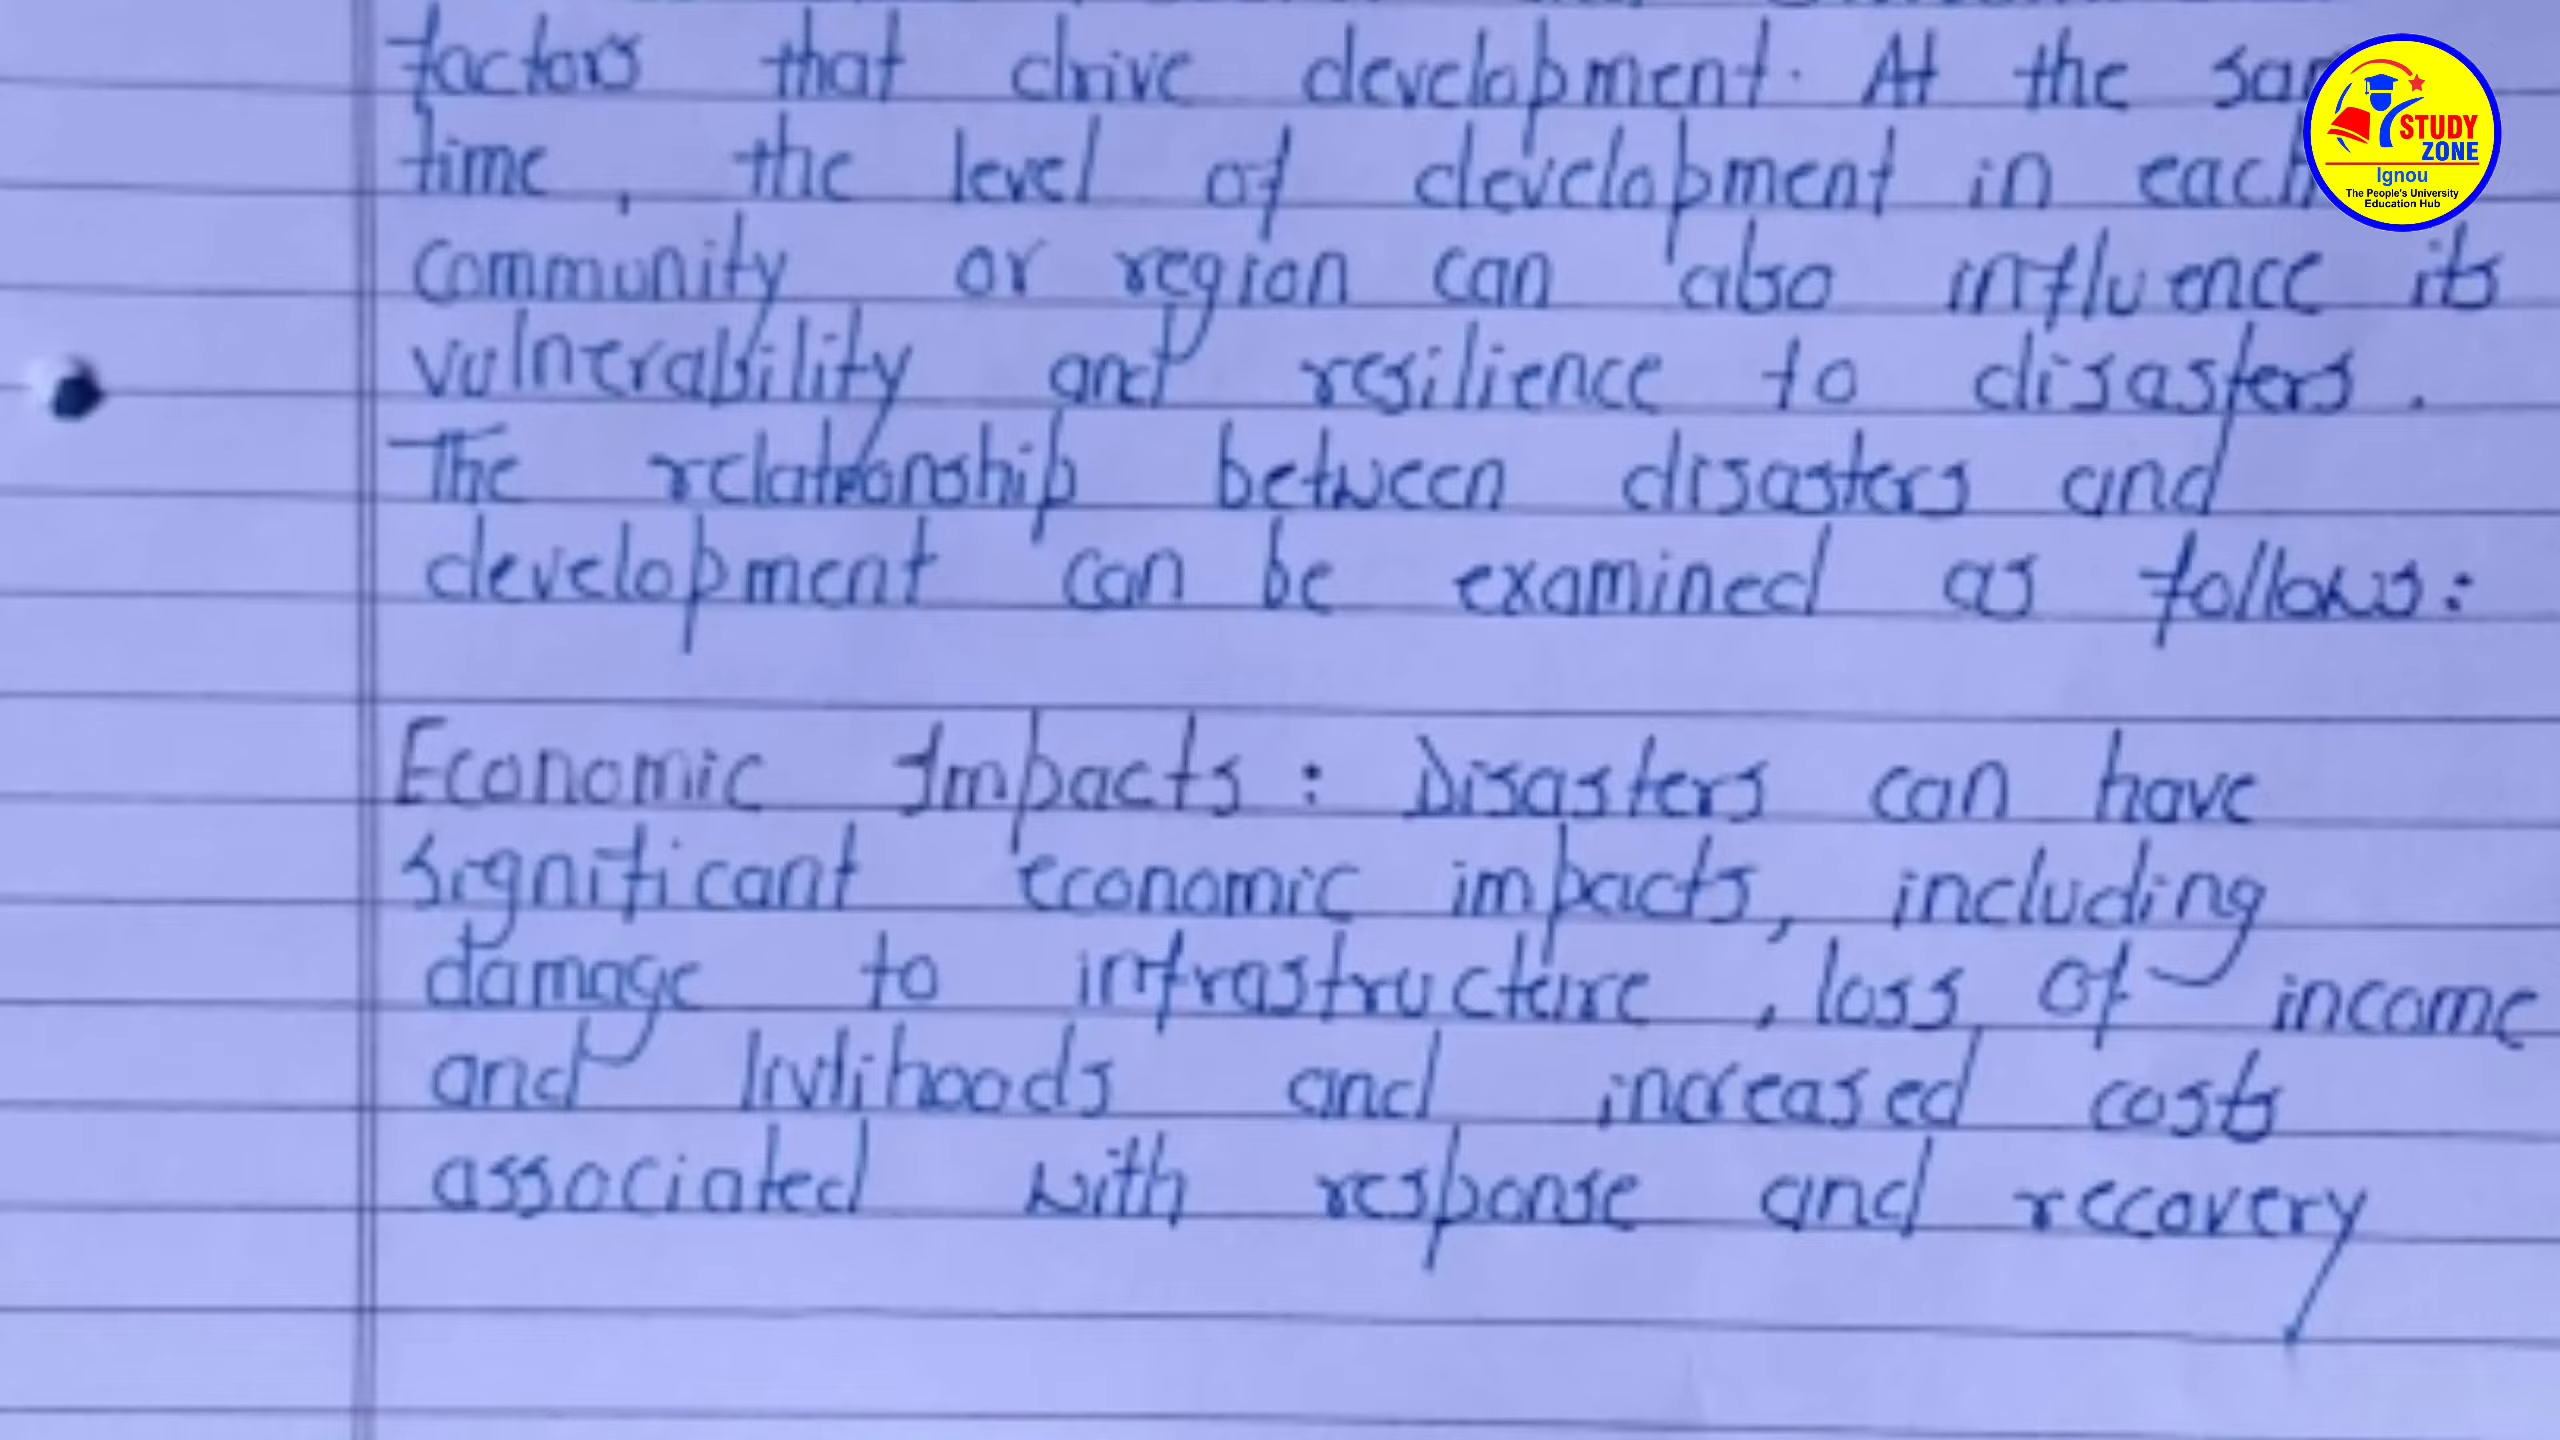 factors that drive development. At the
time, the level of development in each
community or region can also influence its
vulnerability and resilience to disasters.
The relationship between disasters and
development can be examined as follows:
Economic Impacts: Disasters can have
significant economic impacts, including
damage to infrastructure, loss of income
and livlihoods and increased costs
associated with response and recovery
STUDY
ZONE
Ignou
The People's University
Education Hub